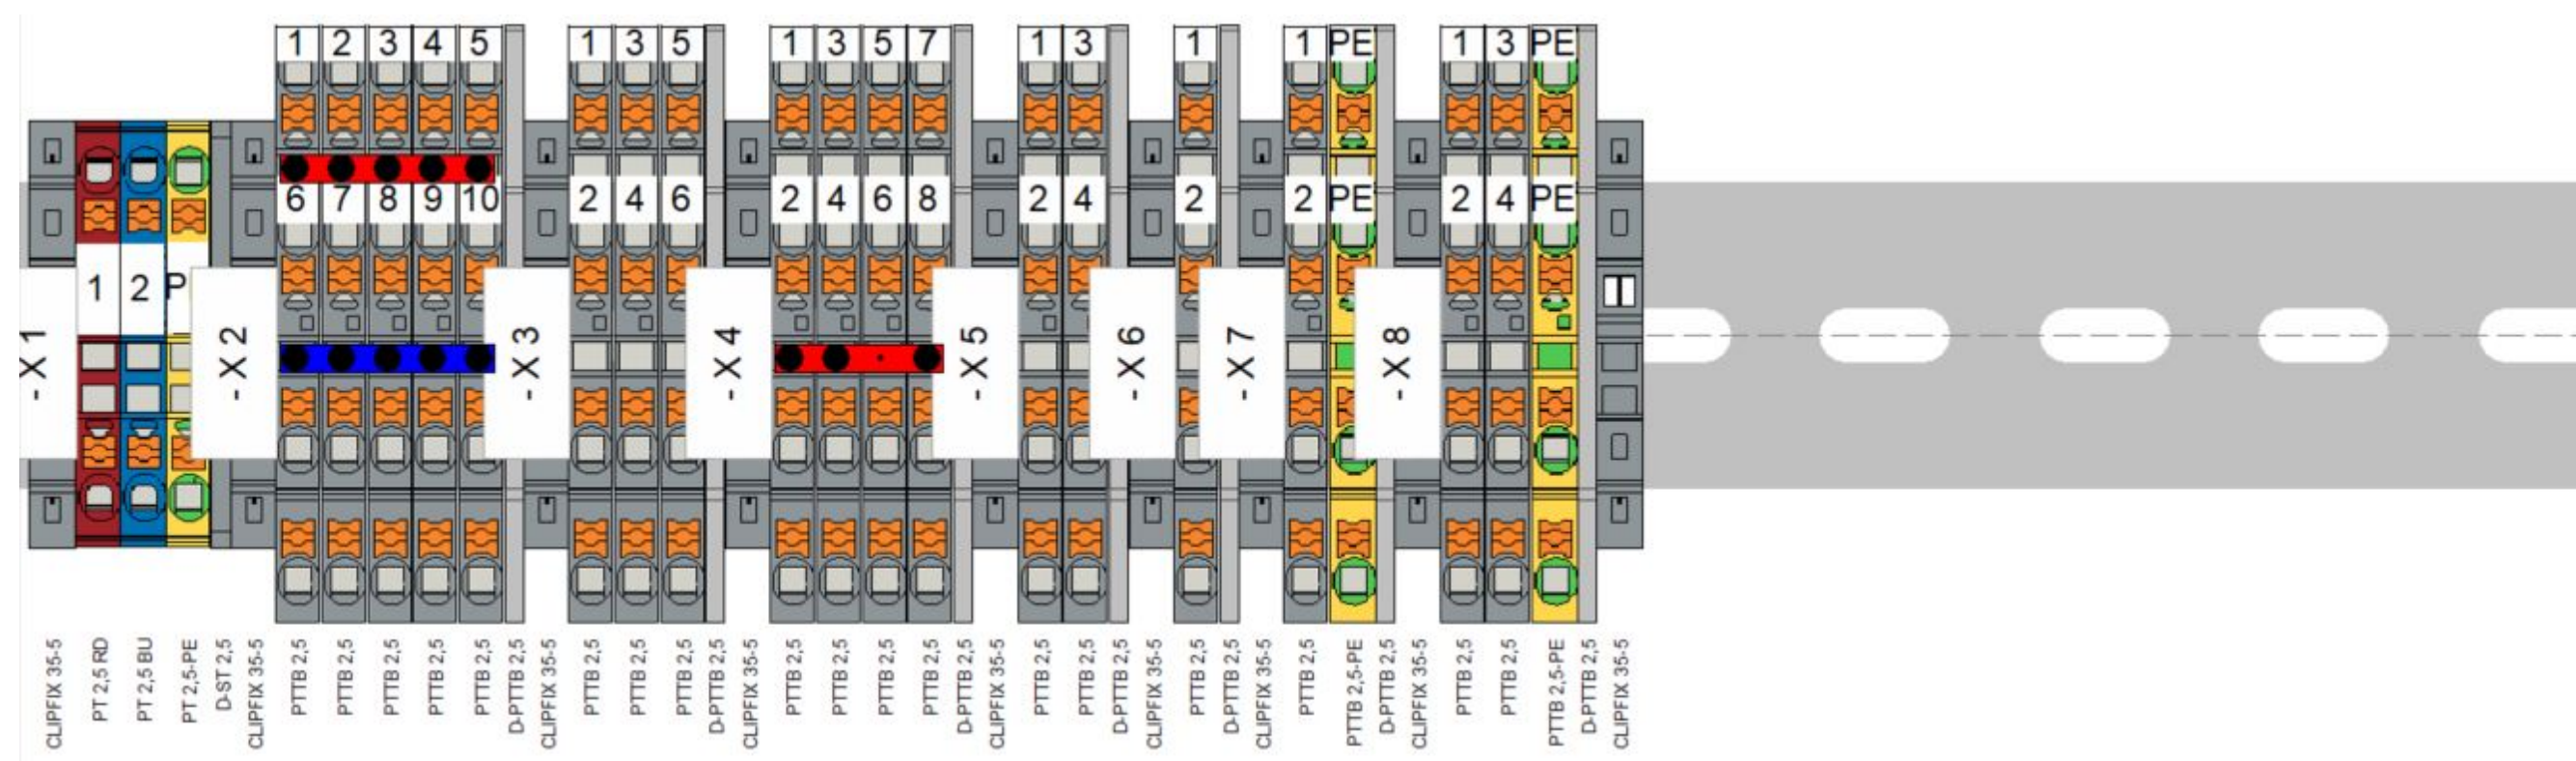 1 2 3 4 5 1 3 5 1 3 5 7 1 3 1 1 PE 1 3 PE
6 7 8 9 10 2 4 6 2 4 6 8 2 4 2 2 PE 2 4 PE
1 2 P
- X 1
- X 2
- X 3
- X 4
- X 5
- X 6
- X 7
- X 8
CLIPFIX 35-5
PT 2,5 RD
PT 2,5 BU
PT 2,5-PE
D-ST 2,5
CLIPFIX 35-5
PTTB 2,5
PTTB 2,5
PTTB 2,5
PTTB 2,5
PTTB 2,5
D-PTTB 2,5
CLIPFIX 35-5
PTTB 2,5
PTTB 2,5
PTTB 2,5
D-PTTB 2,5
CLIPFIX 35-5
PTTB 2,5
PTTB 2,5
PTTB 2,5
PTTB 2,5
D-PTTB 2,5
CLIPFIX 35-5
PTTB 2,5
PTTB 2,5
D-PTTB 2,5
CLIPFIX 35-5
PTTB 2,5
D-PTTB 2,5
CLIPFIX 35-5
PTTB 2,5
PTTB 2,5-PE
D-PTTB 2,5
CLIPFIX 35-5
PTTB 2,5
PTTB 2,5
PTTB 2,5-PE
D-PTTB 2,5
CLIPFIX 35-5